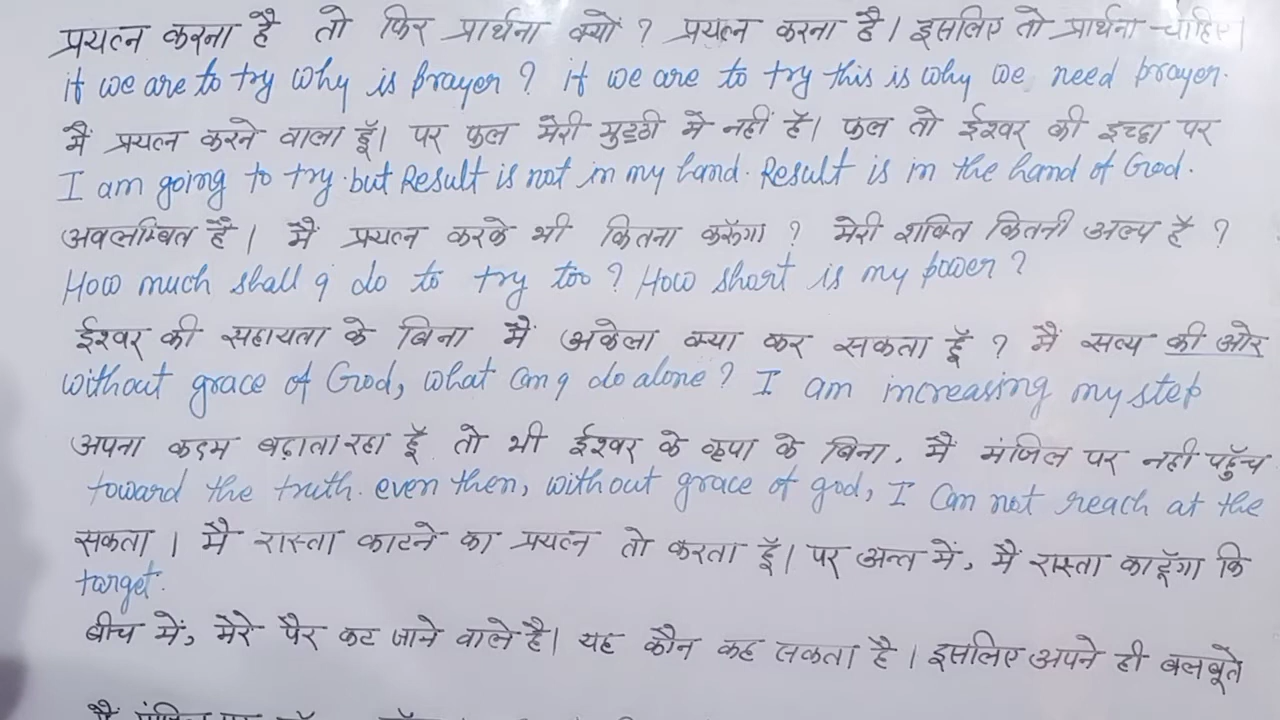 प्रयत्न करना है तो फिर प्रार्थना क्यों ? प्रयत्न करना है। इसलिए तो प्रार्थना चाहिए।
if we are to try why is prayer ? if we are to try this is why we need prayer.
मैं प्रयत्न करने वाला हूँ। पर फल मेरी मुठ्ठी मे नहीं है। फल तो ईश्वर की इच्छा पर
I am going to try. but Result is not in my hand. Result is in the hand of God.
अवलम्बित है। मैं प्रयत्न करके भी कितना करूँगा ? मेरी शक्ति कितनी अल्प है ?
How much shall I do to try too ? How short is my power ?
ईश्वर की सहायता के बिना मैं अकेला क्या कर सकता हूँ ? मैं सत्य की ओर
without grace of God, what can I do alone ? I am increasing my step
अपना कदम बढ़ाता रहा हूँ तो भी ईश्वर के कृपा के बिना, मैं मंजिल पर नही पहुँच
toward the truth. even then, without grace of god, I Can not reach at the
सकता । मैं रास्ता काटने का प्रयत्न तो करता हूँ। पर अन्त में, मैं रास्ता काटूँगा कि
target.
बीच में, मेरे पैर कट जाने वाले है। यह कौन कह सकता है। इसलिए अपने ही बलबूते